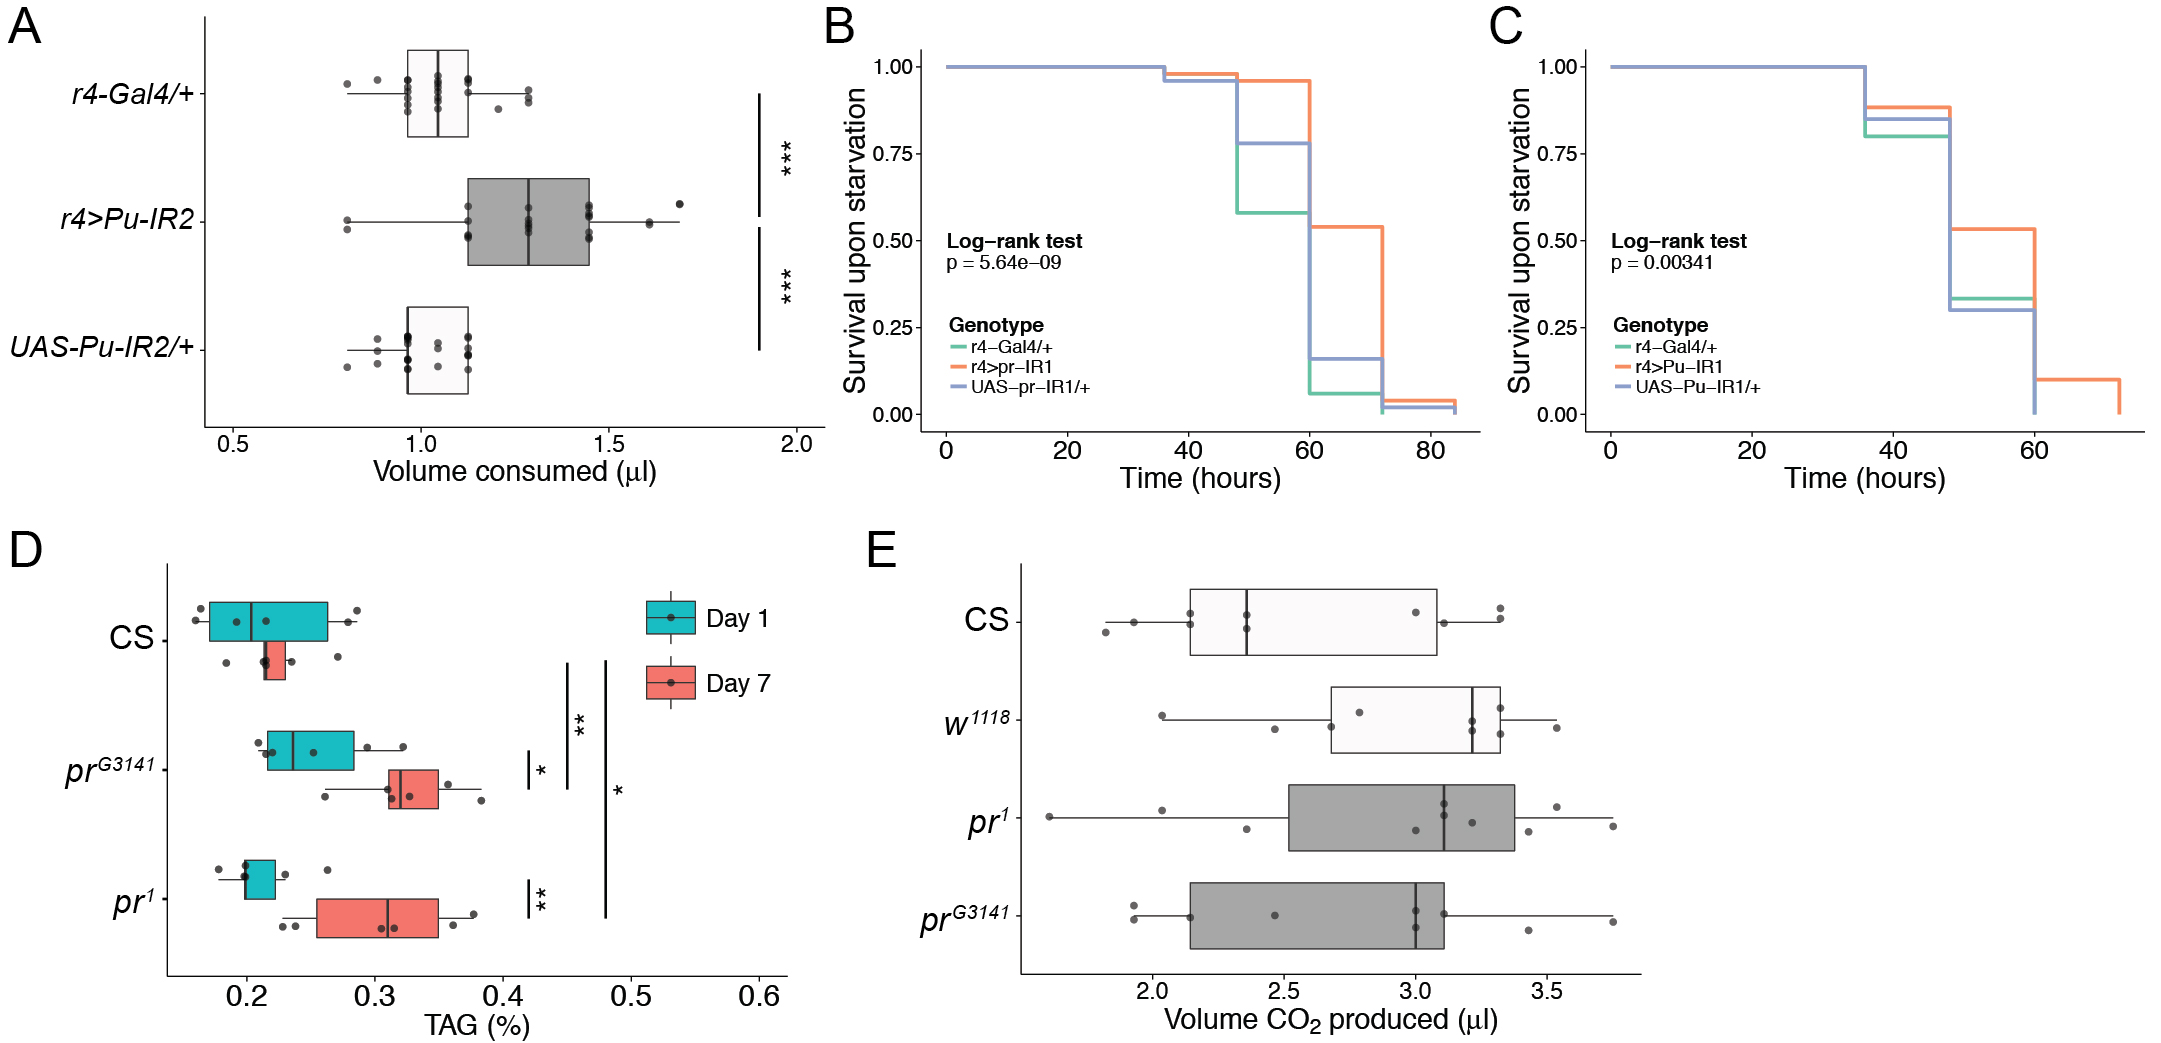 A
r4-Gal4/+
r4>Pu-IR2
UAS-Pu-IR2/+
***
***
0.5 1.0 1.5 2.0
Volume consumed (µl)
B
Survival upon starvation
1.00
0.75
0.50
0.25
0.00
Log−rank test
p = 5.64e−09
Genotype
r4−Gal4/+
r4>pr−IR1
UAS−pr−IR1/+
0 20 40 60 80
Time (hours)
C
Survival upon starvation
1.00
0.75
0.50
0.25
0.00
Log−rank test
p = 0.00341
Genotype
r4−Gal4/+
r4>Pu−IR1
UAS−Pu−IR1/+
0 20 40 60
Time (hours)
D
CS
prG3141
pr1
Day 1
Day 7
**
*
*
**
0.2 0.3 0.4 0.5 0.6
TAG (%)
E
CS
w1118
pr1
prG3141
2.0 2.5 3.0 3.5
Volume CO2 produced (µl)